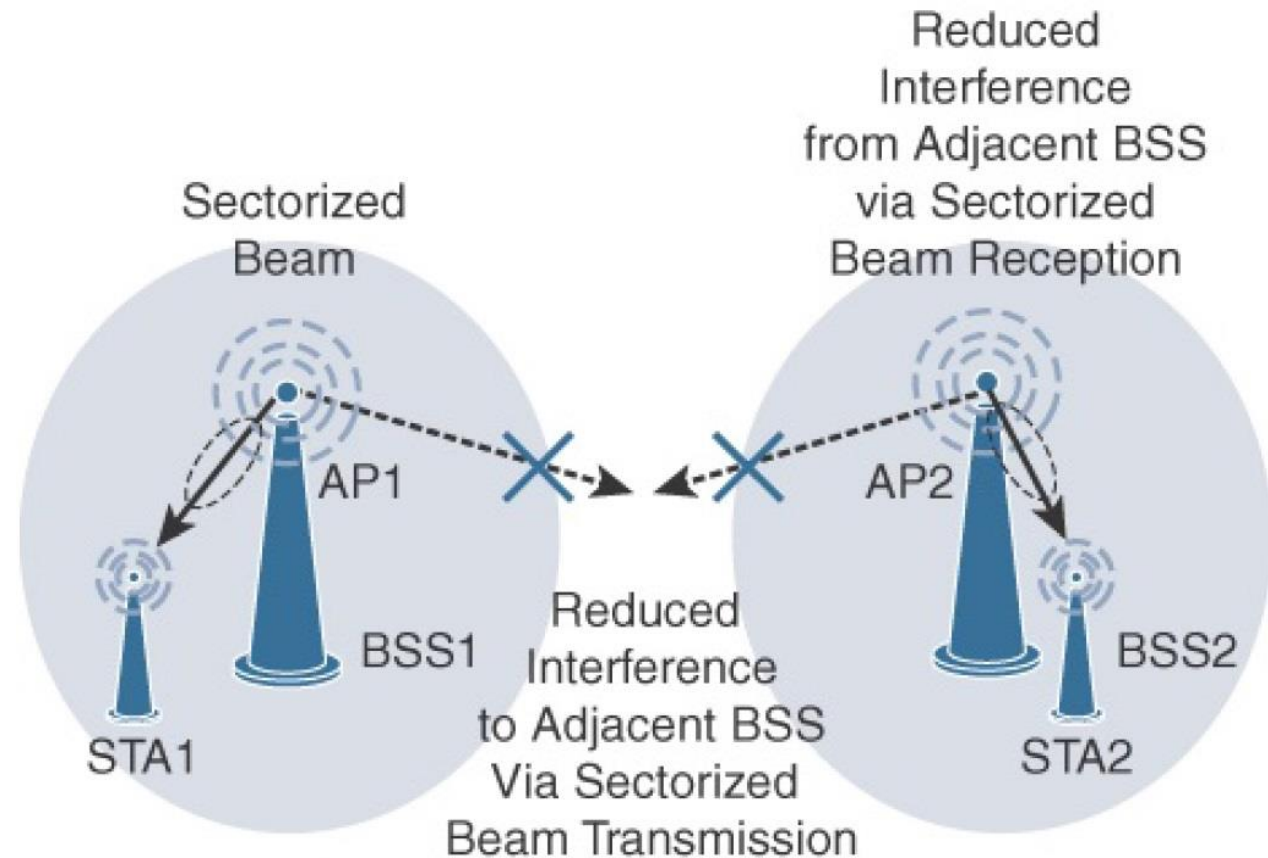 Reduced
Interference
from Adjacent BSS
via Sectorized
Beam Reception
Sectorized
Beam
AP1
AP2
BSS1
BSS2
STA1
STA2
Reduced
Interference
to Adjacent BSS
Via Sectorized
Beam Transmission